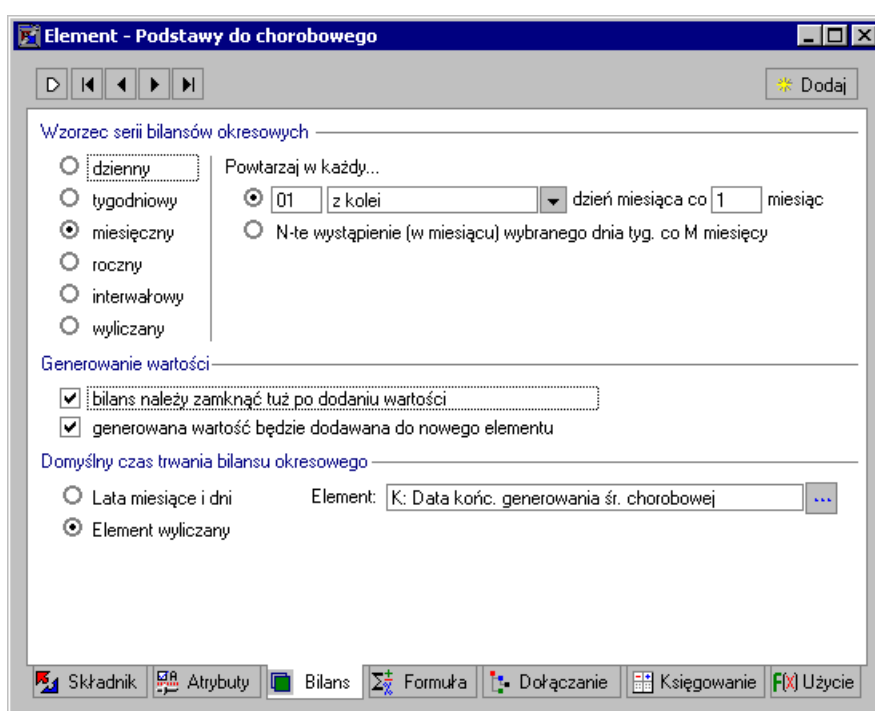 Element - Podstawy do chorobowego
Dodaj
Wzorzec serii bilansów okresowych
dzienny
tygodniowy
miesięczny
roczny
interwałowy
wyliczany
Powtarzaj w każdy...
01 z kolei dzień miesiąca co 1 miesiąc
N-te wystąpienie (w miesiącu) wybranego dnia tyg. co M miesięcy
Generowanie wartości
bilans należy zamknąć tuż po dodaniu wartości
generowana wartość będzie dodawana do nowego elementu
Domyślny czas trwania bilansu okresowego
Lata miesiące i dni
Element wyliczany
Element: K: Data końc. generowania śr. chorobowej ...
Składnik Atrybuty Bilans Formuła Dołączanie Księgowanie F(X) Użycie